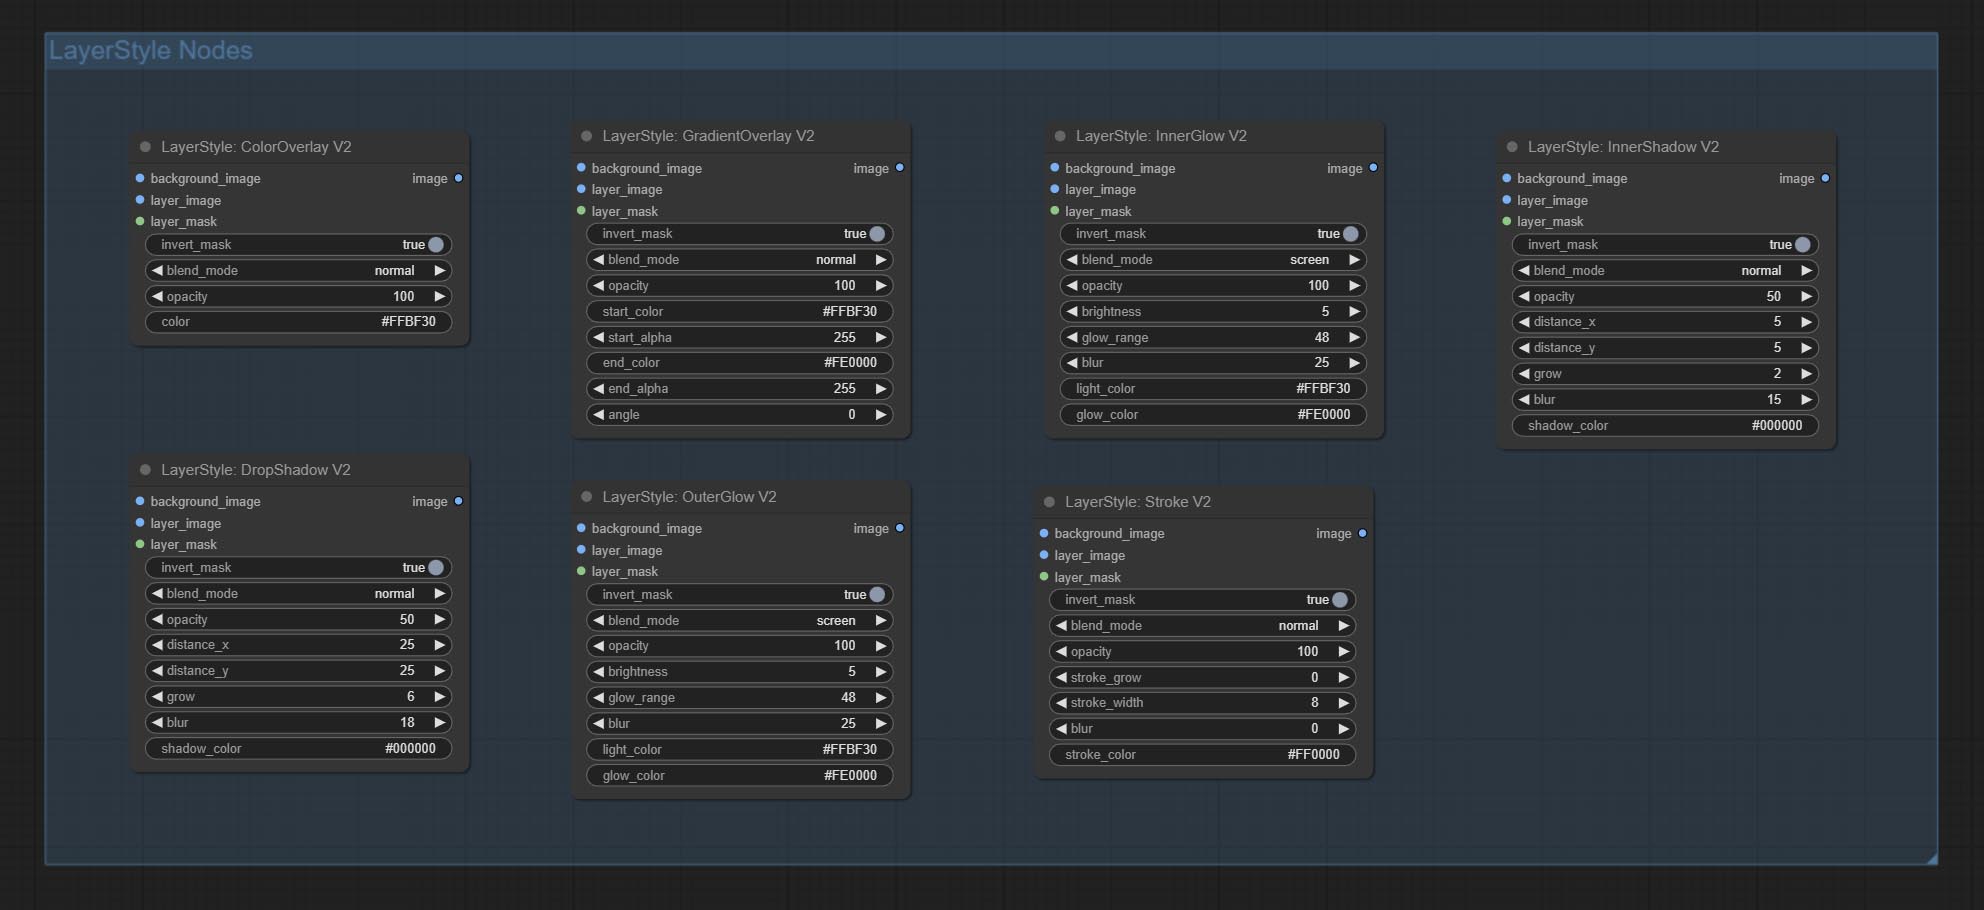 LayerStyle Nodes
LayerStyle: ColorOverlay V2
background_image image
layer_image
layer_mask
invert_mask true
blend_mode normal
opacity 100
color #FFBF30
LayerStyle: GradientOverlay V2
background_image image
layer_image
layer_mask
invert_mask true
blend_mode normal
opacity 100
start_color #FFBF30
start_alpha 255
end_color #FE0000
end_alpha 255
angle 0
LayerStyle: InnerGlow V2
background_image image
layer_image
layer_mask
invert_mask true
blend_mode screen
opacity 100
brightness 5
glow_range 48
blur 25
light_color #FFBF30
glow_color #FE0000
LayerStyle: InnerShadow V2
background_image image
layer_image
layer_mask
invert_mask true
blend_mode normal
opacity 50
distance_x 5
distance_y 5
grow 2
blur 15
shadow_color #000000
LayerStyle: DropShadow V2
background_image image
layer_image
layer_mask
invert_mask true
blend_mode normal
opacity 50
distance_x 25
distance_y 25
grow 6
blur 18
shadow_color #000000
LayerStyle: OuterGlow V2
background_image image
layer_image
layer_mask
invert_mask true
blend_mode screen
opacity 100
brightness 5
glow_range 48
blur 25
light_color #FFBF30
glow_color #FE0000
LayerStyle: Stroke V2
background_image image
layer_image
layer_mask
invert_mask true
blend_mode normal
opacity 100
stroke_grow 0
stroke_width 8
blur 0
stroke_color #FF0000